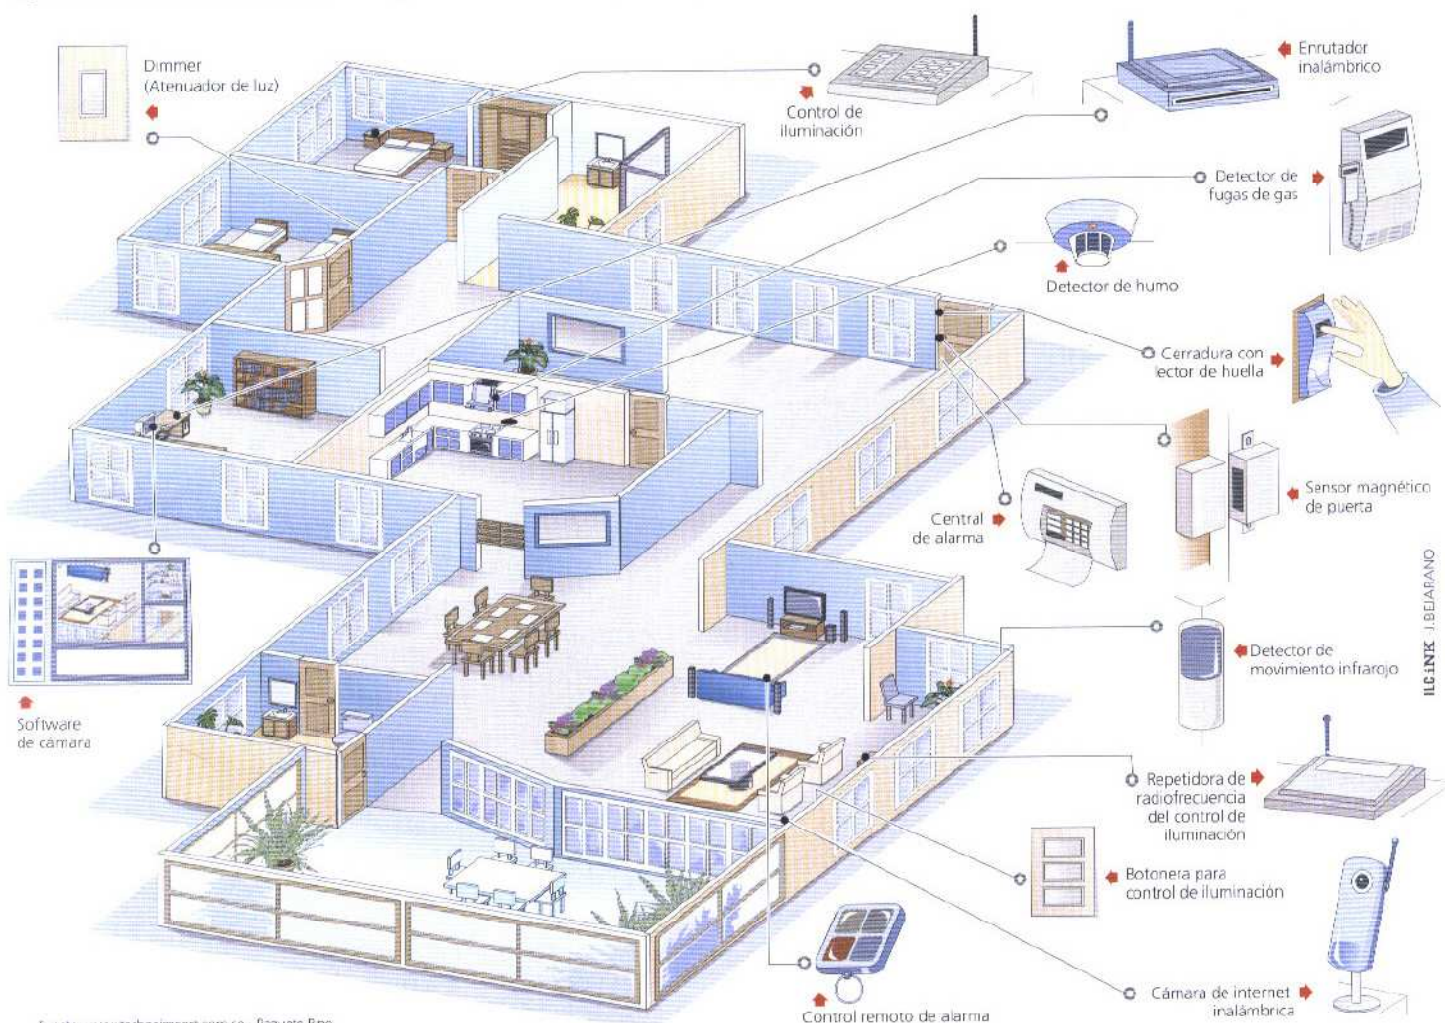 Dimmer
(Atenuador de luz)
Control de
iluminación
Enrutador
inalámbrico
Detector de
fugas de gas
Detector de humo
Cerradura con
lector de huella
Sensor magnético
de puerta
Central
de alarma
Detector de
movimiento infrarojo
Software
de cámara
Repetidora de
radiofrecuencia
del control de
iluminación
Botonera para
control de iluminación
Cámara de internet
inalámbrica
Control remoto de alarma
J.BEJARANO